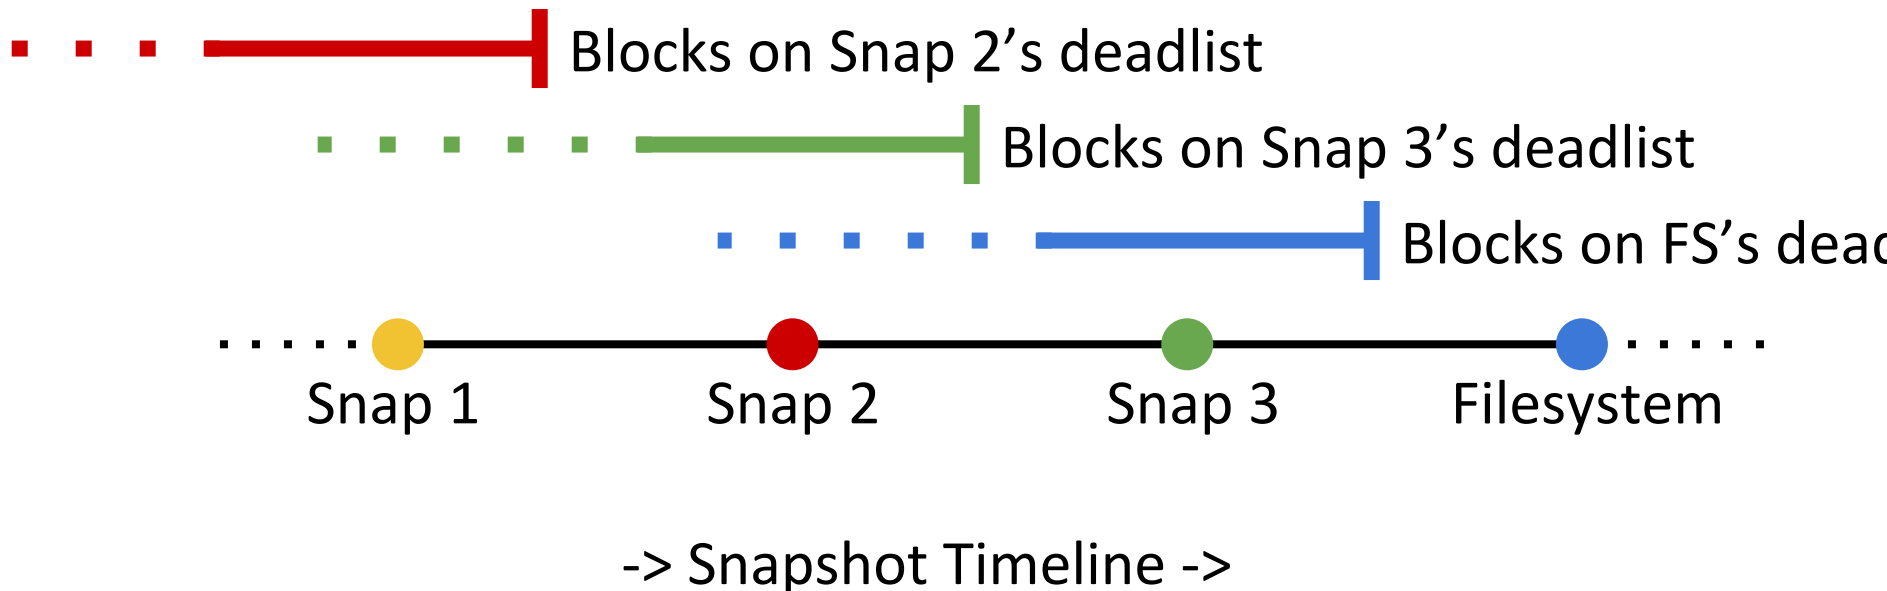 Blocks on Snap 2’s deadlist
Blocks on Snap 3’s deadlist
Blocks on FS’s
Snap 1
Snap 2
Snap 3
Filesystem
-> Snapshot Timeline ->